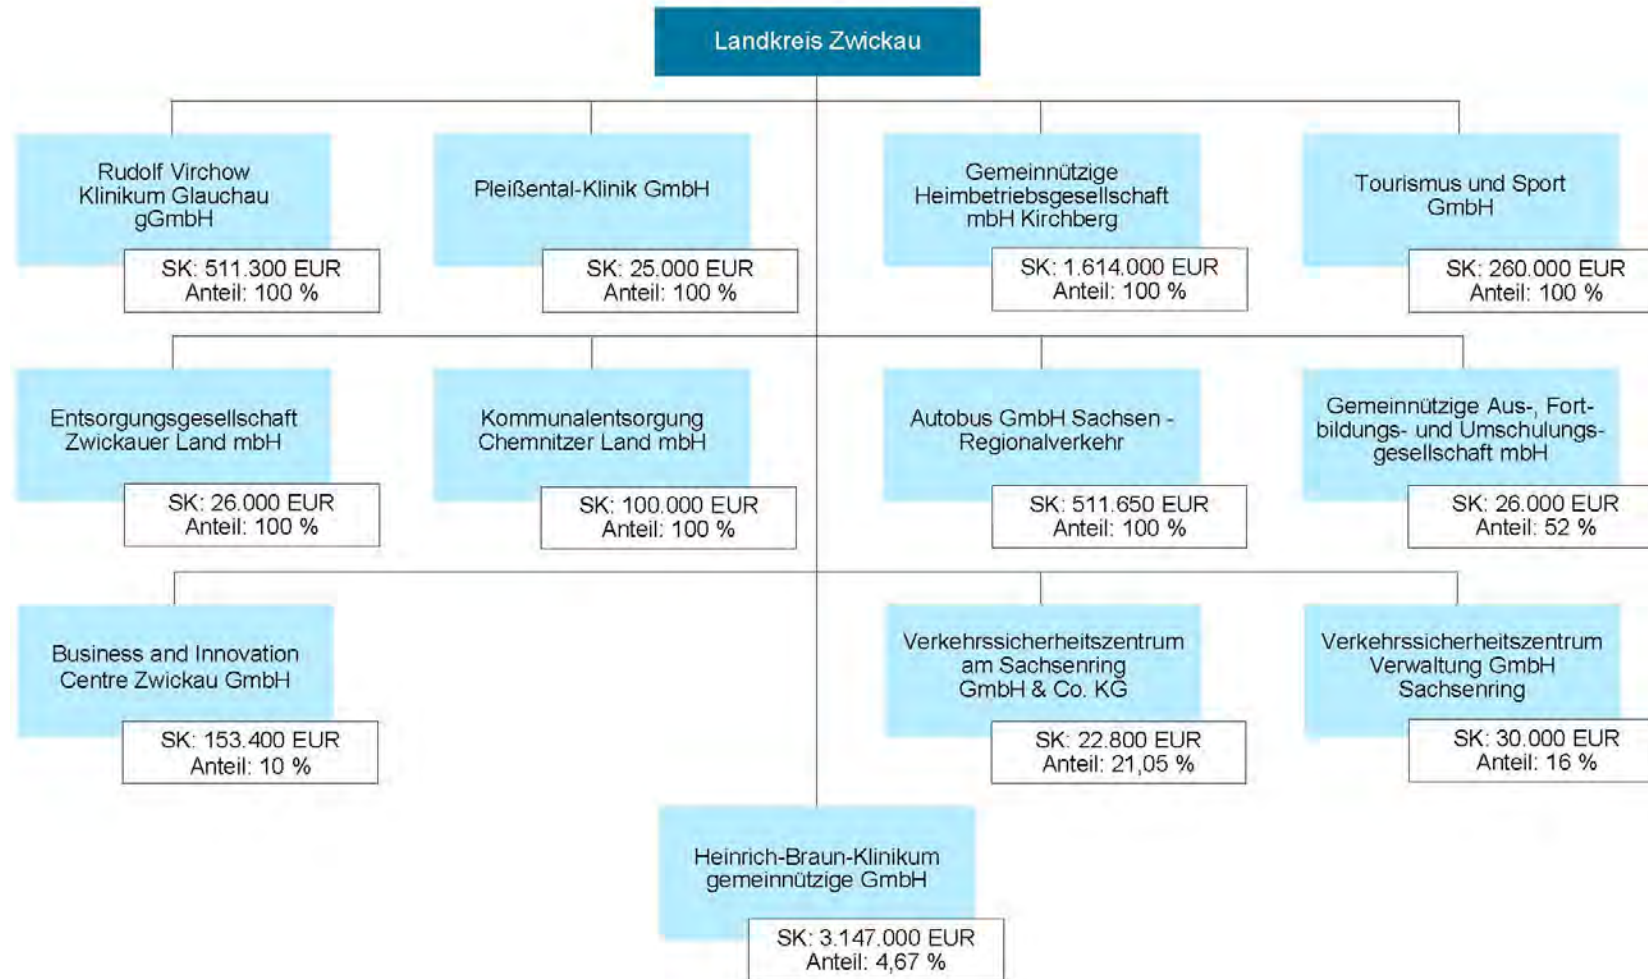 Landkreis Zwickau
Rudolf Virchow
Klinikum Glauchau
gGmbH
SK: 511.300 EUR
Anteil: 100 %
Pleißental-Klinik GmbH
SK: 25.000 EUR
Anteil: 100 %
Gemeinnützige
Heimbetriebsgesellschaft
mbH Kirchberg
SK: 1.614.000 EUR
Anteil: 100 %
Tourismus und Sport
GmbH
SK: 260.000 EUR
Anteil: 100 %
Entsorgungsgesellschaft
Zwickauer Land mbH
SK: 26.000 EUR
Anteil: 100 %
Kommunalentsorgung
Chemnitzer Land mbH
SK: 100.000 EUR
Anteil: 100 %
Autobus GmbH Sachsen -
Regionalverkehr
SK: 511.650 EUR
Anteil: 100 %
Gemeinnützige Aus-, Fort-
bildungs- und Umschulungs-
gesellschaft mbH
SK: 26.000 EUR
Anteil: 52 %
Business and Innovation
Centre Zwickau GmbH
SK: 153.400 EUR
Anteil: 10 %
Verkehrssicherheitszentrum
am Sachsenring
GmbH & Co. KG
SK: 22.800 EUR
Anteil: 21,05 %
Verkehrssicherheitszentrum
Verwaltung GmbH
Sachsenring
SK: 30.000 EUR
Anteil: 16 %
Heinrich-Braun-Klinikum
gemeinnützige GmbH
SK: 3.147.000 EUR
Anteil: 4,67 %